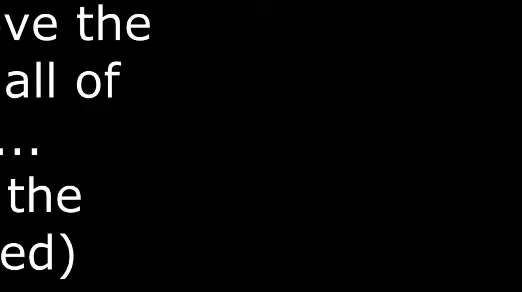 ve the
all of
...
the
ed)